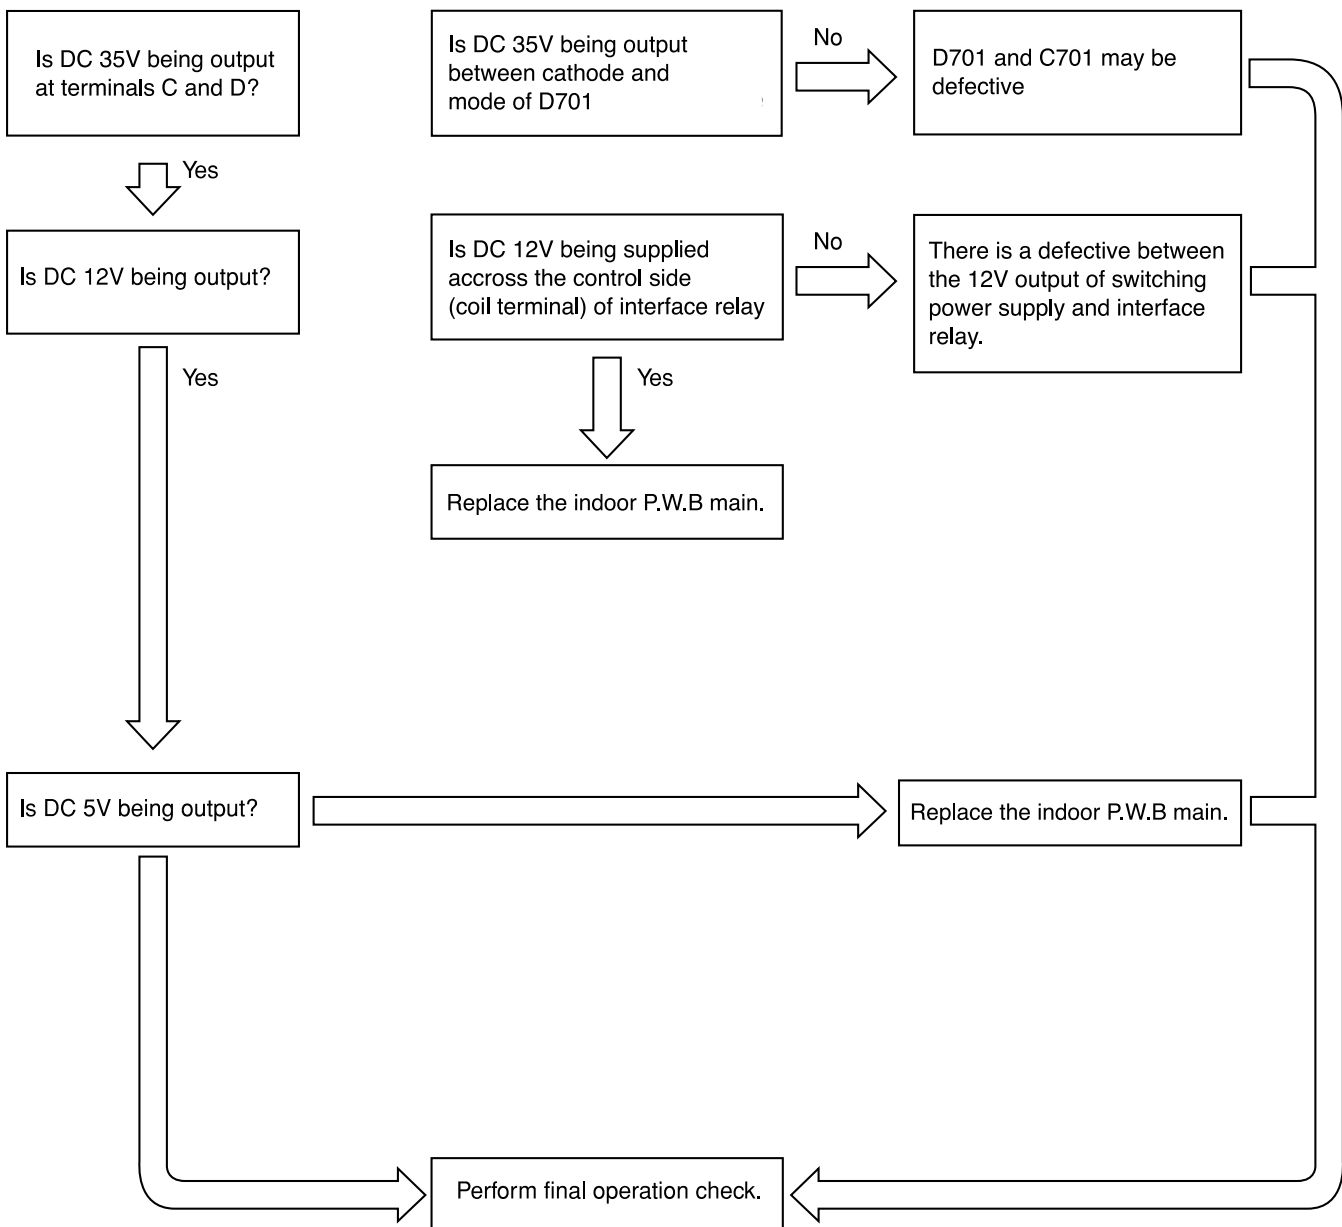 Is DC 35V being output
at terminals C and D?
Yes
Is DC 12V being output?
Yes
Is DC 5V being output?
Is DC 35V being output
between cathode and
mode of D701
No
D701 and C701 may be
defective
Is DC 12V being supplied
accross the control side
(coil terminal) of interface relay
No
There is a defective between
the 12V output of switching
power supply and interface
relay.
Yes
Replace the indoor P.W.B main.
Replace the indoor P.W.B main.
Perform final operation check.